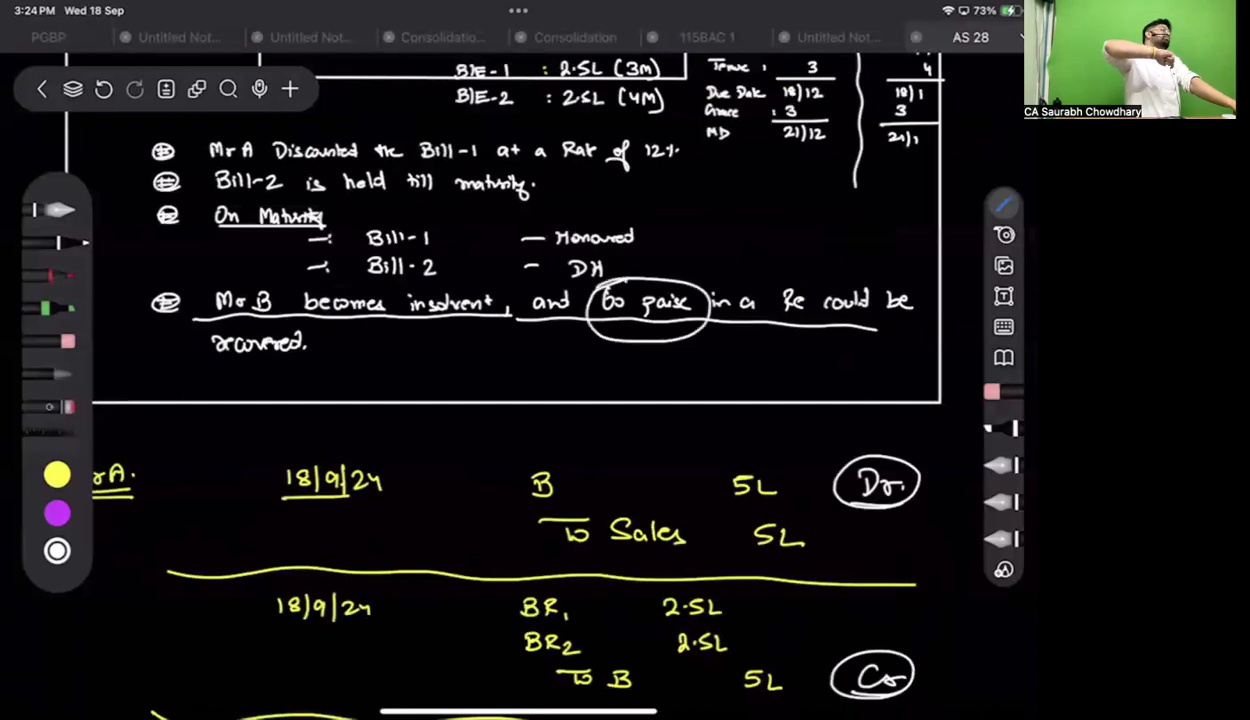 3:24 PM Wed 18 Sep
73%
PGBP
Untitled Not...
Untitled Not...
Consolidatio...
Consolidation
115BAC 1
Untitled Not...
AS 28
B/E-1 : 2.5L (3M)
B/E-2 : 2.5L (4M)
3
4
Due Date 18/12 18/1
Grace : 3 3
MD 21/12 21/1
Mr A Discounted the Bill-1 at a Rat of 12%
Bill-2 is held till maturity.
On Maturity
Bill-1 — Honoured
Bill-2 — DH
Mr B becomes insolvent, and 60 paise in a Re could be
recovered.
rA. 18/9/24 B 5L Dr.
To Sales 5L
18/9/24 BR1 2.5L
BR2 2.5L
To B 5L Cr
CA Saurabh Chowdhary